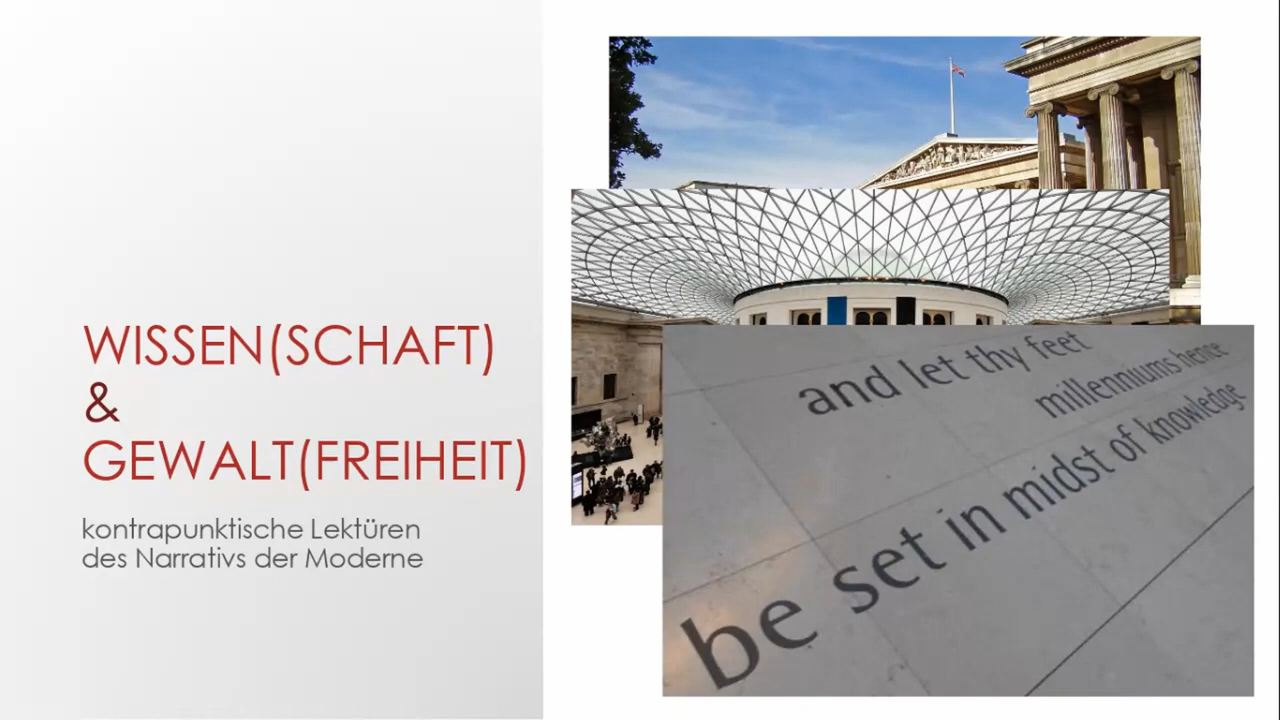 WISSEN(SCHAFT)
&
GEWALT(FREIHEIT)
kontrapunktische Lektüren
des Narrativs der Moderne
and let thy feet
millenniums hence
be set in midst of knowledge